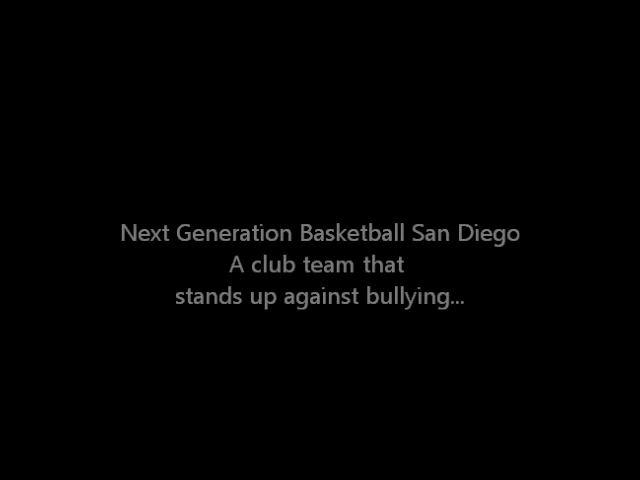 Next Generation Basketball San Diego
A club team that
stands up against bullying...